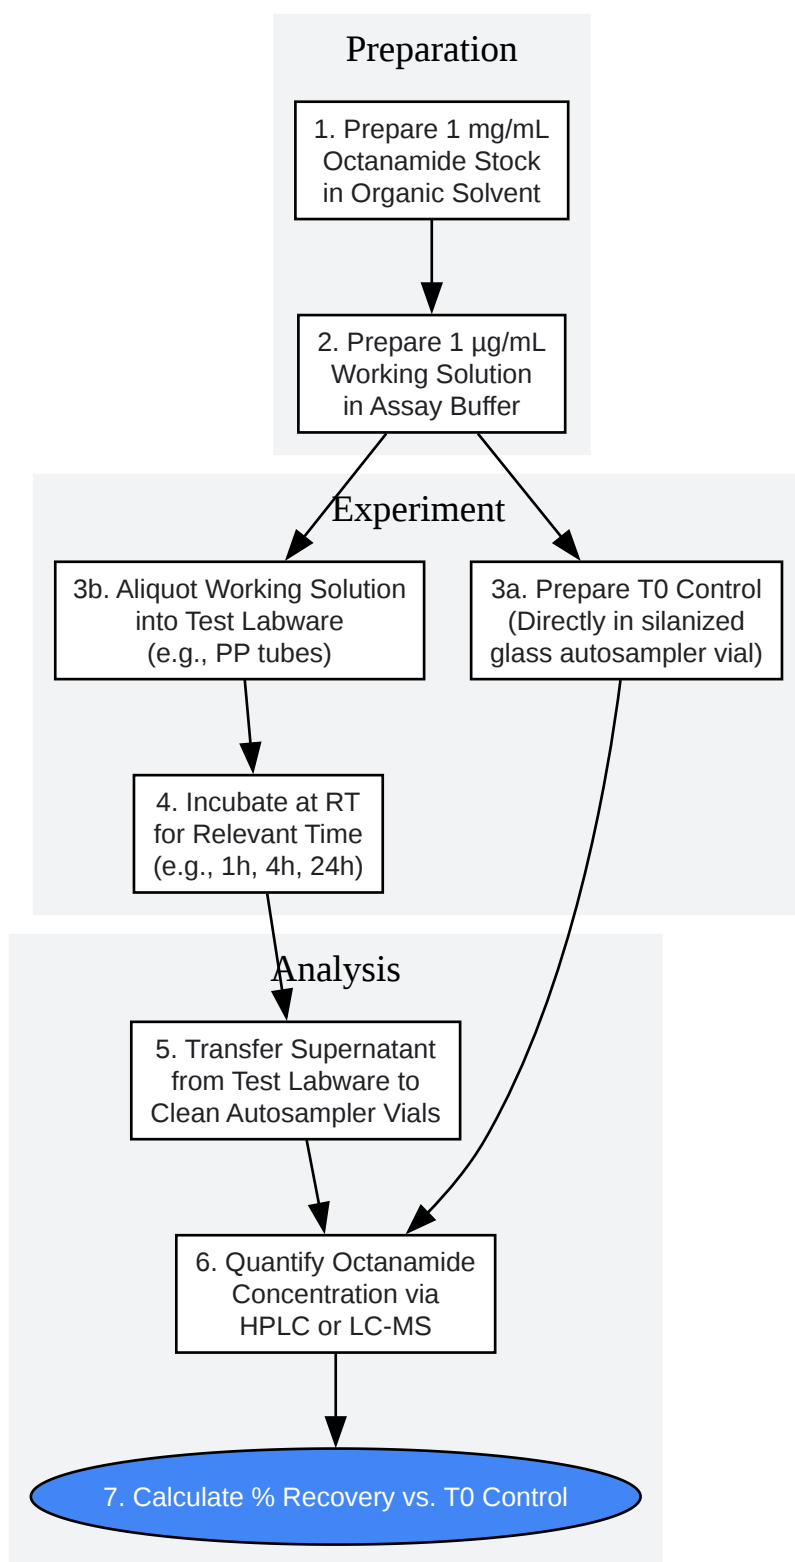 Preparation
1. Prepare 1 mg/mL
Octanamide Stock
in Organic Solvent
2. Prepare 1 µg/mL
Working Solution
in Assay Buffer
Experiment
3b. Aliquot Working Solution
into Test Labware
(e.g., PP tubes)
3a. Prepare T0 Control
(Directly in silanized
glass autosampler vial)
4. Incubate at RT
for Relevant Time
(e.g., 1h, 4h, 24h)
Analysis
5. Transfer Supernatant
from Test Labware to
Clean Autosampler Vials
6. Quantify Octanamide
Concentration via
HPLC or LC-MS
7. Calculate % Recovery vs. T0 Control